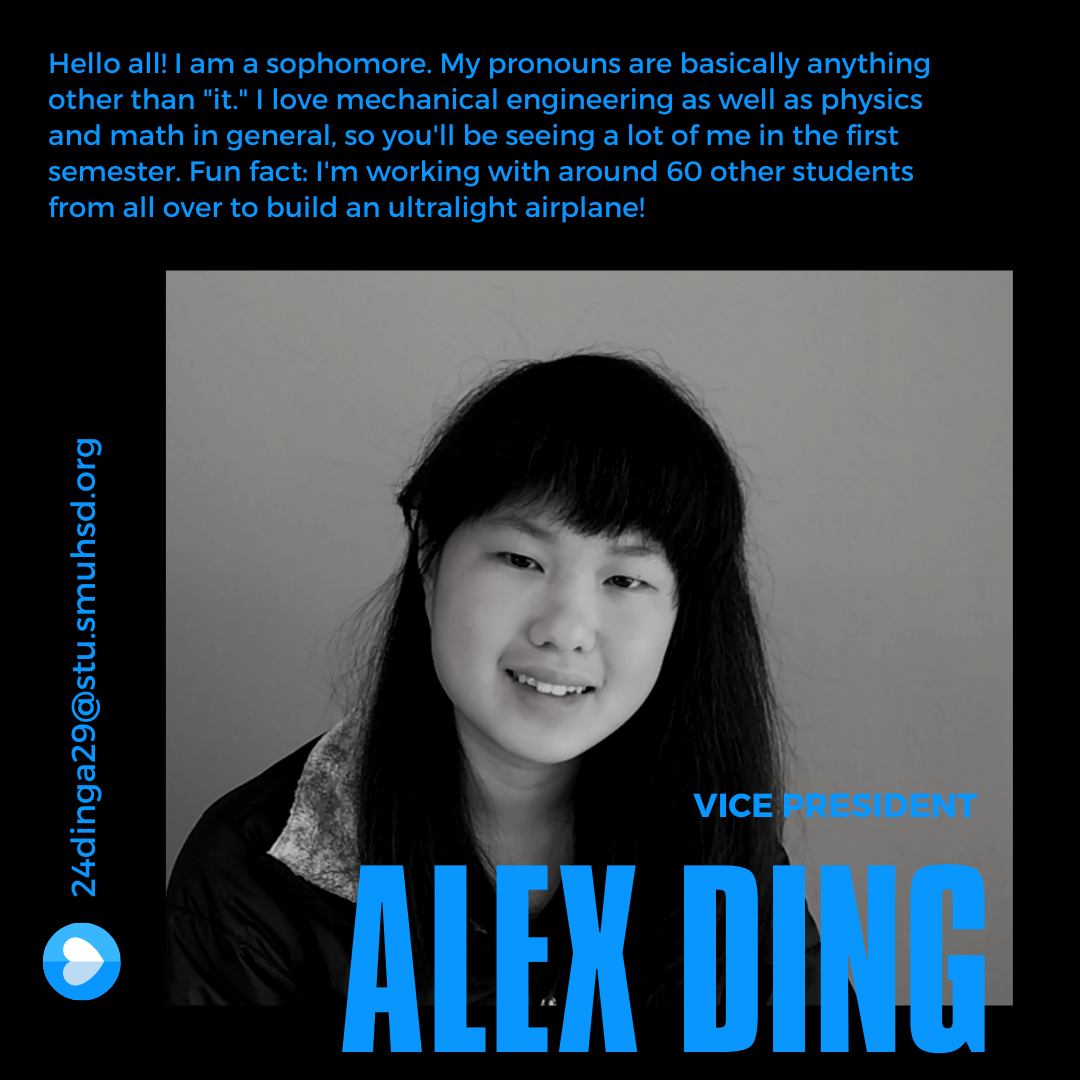 Hello all! I am a sophomore. My pronouns are basically anything
other than "it." I love mechanical engineering as well as physics
and math in general, so you'll be seeing a lot of me in the first
semester. Fun fact: I'm working with around 60 other students
from all over to build an ultralight airplane!
24dinga29@stu.smuhsd.org
VICE PRESIDENT
ALEX DING